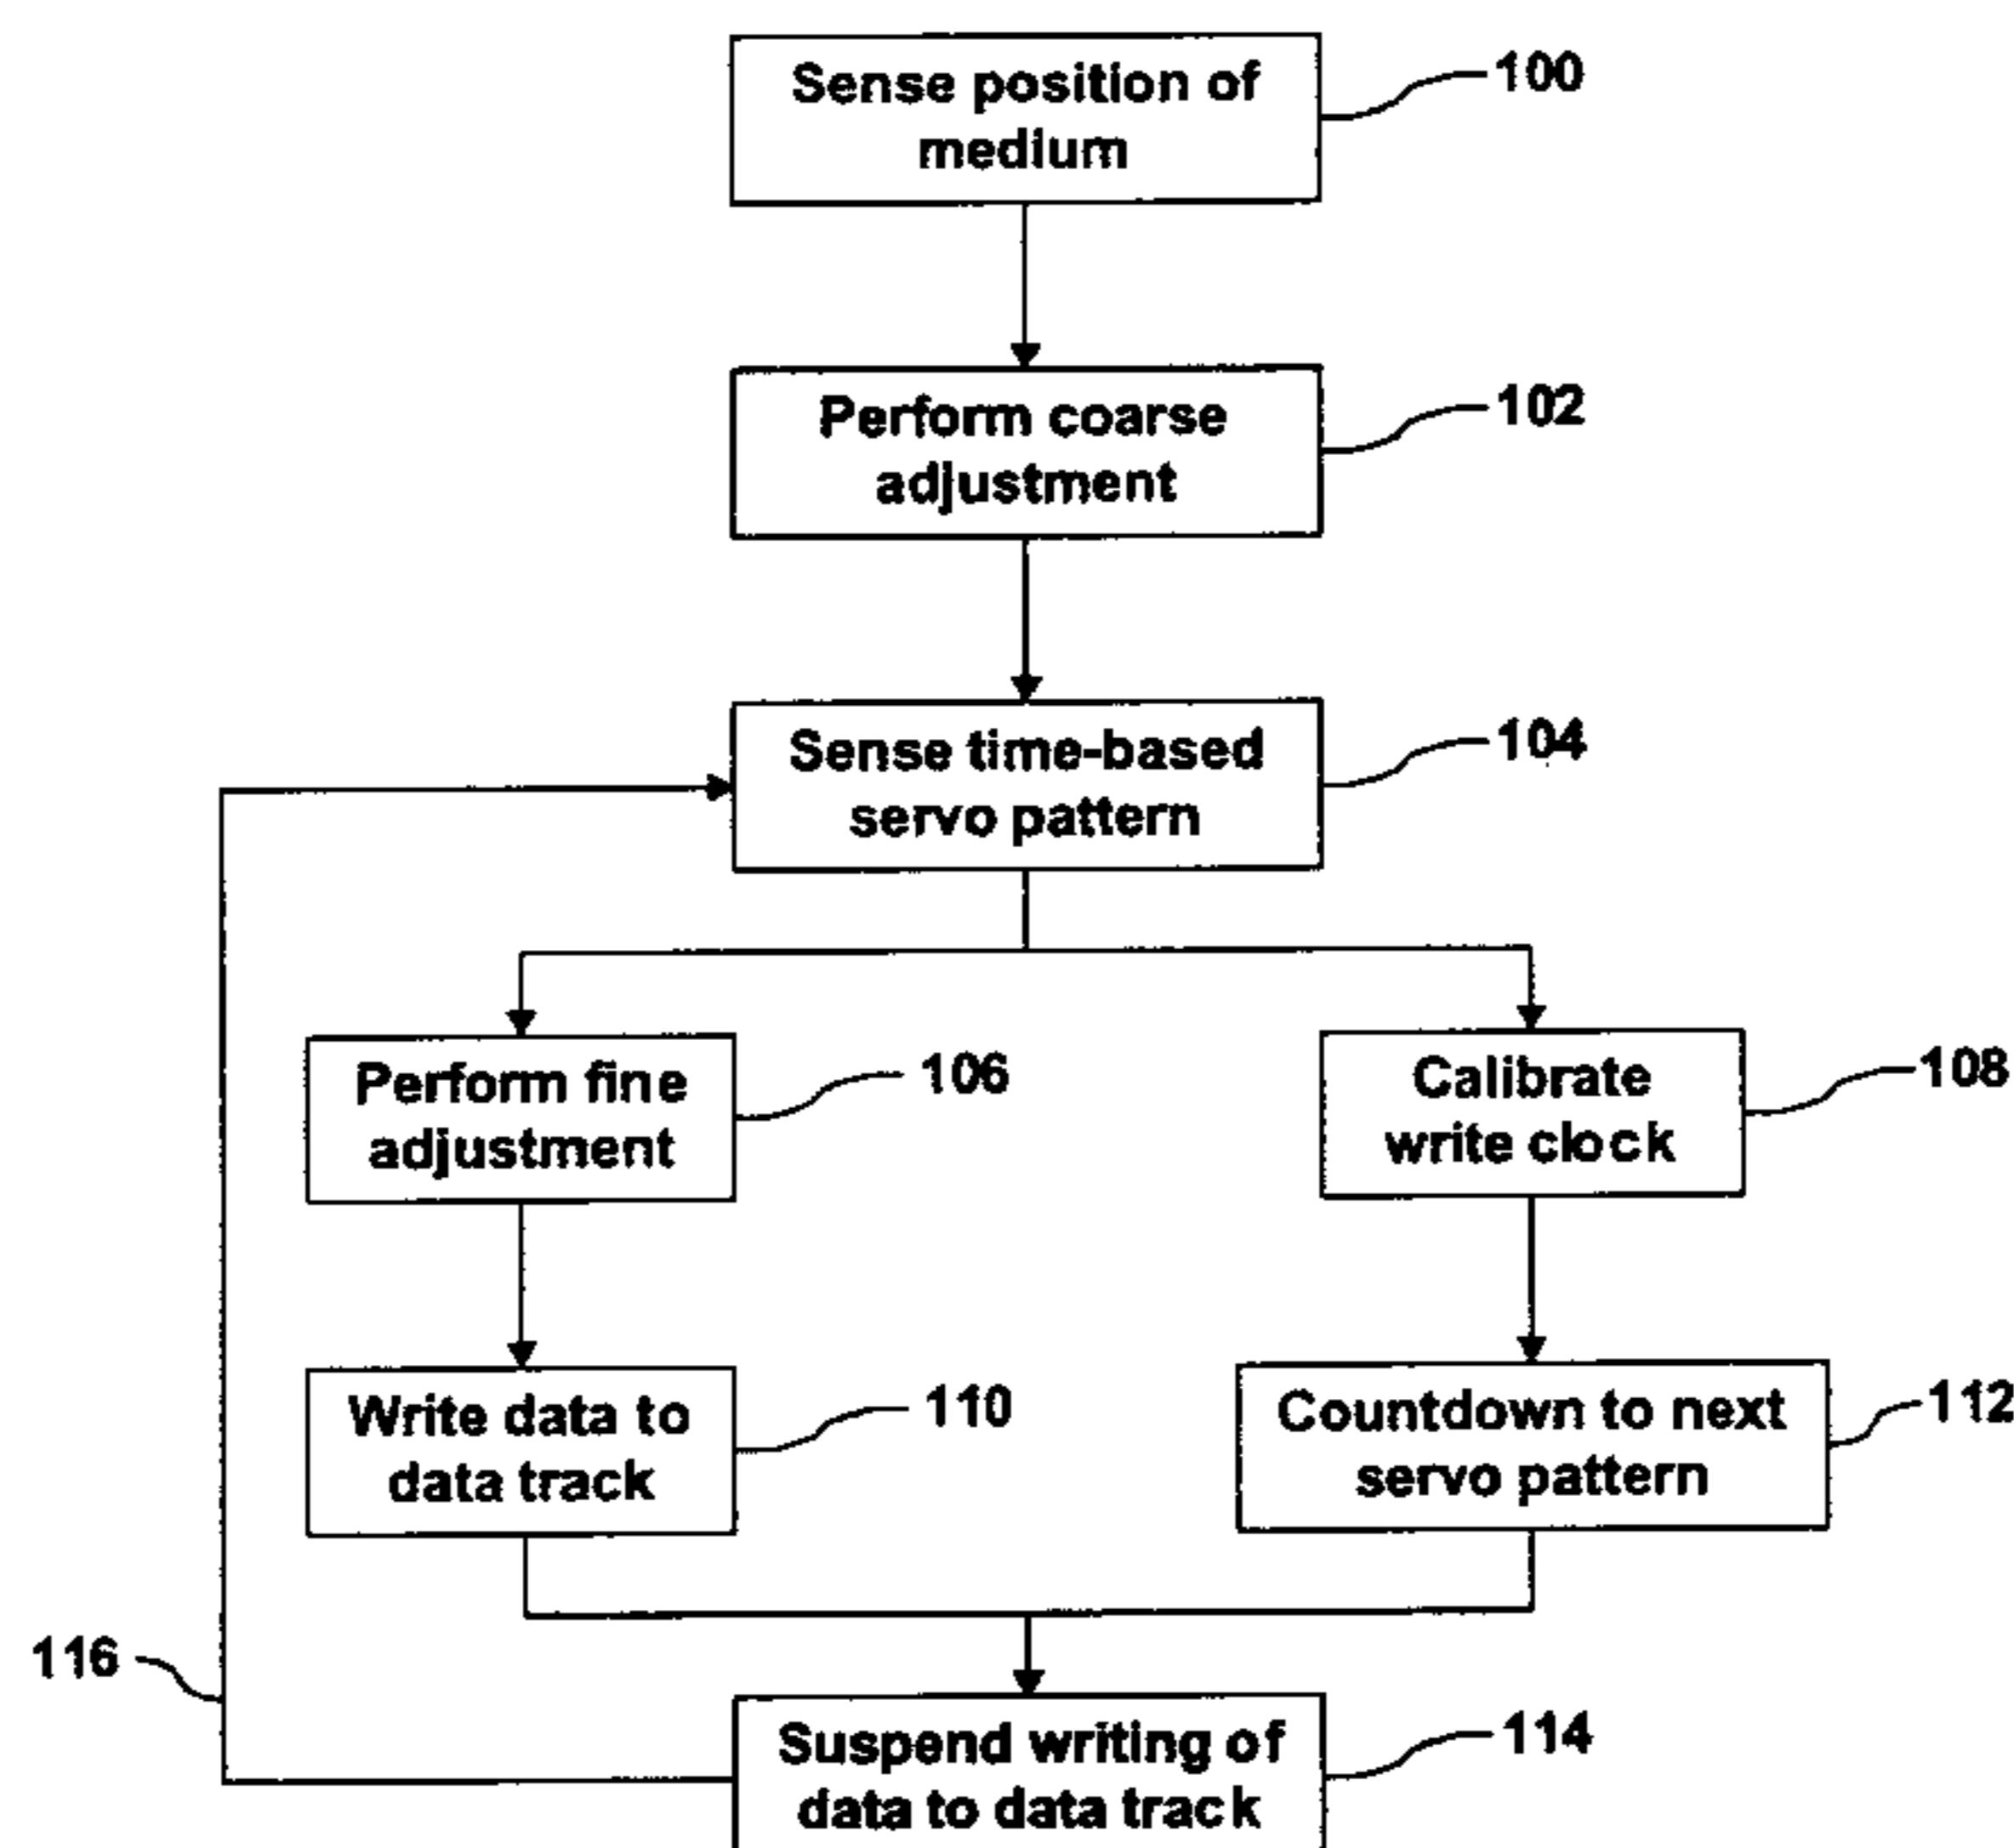 Sense position of
medium
100
Perform coarse
adjustment
102
Sense time-based
servo pattern
104
Perform fine
adjustment
106
Calibrate
write clock
108
Write data to
data track
110
Countdown to next
servo pattern
112
116
Suspend writing of
data to data track
114